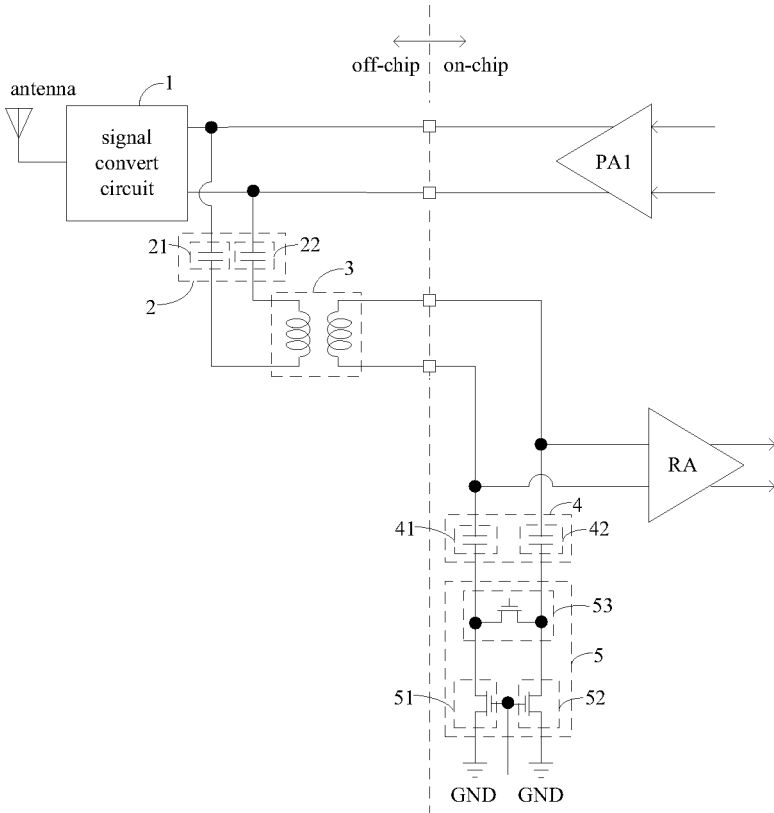 off-chip on-chip
antenna
1
signal
convert
circuit
PA1
21
22
2
3
RA
4
41
42
53
5
51
52
GND
GND